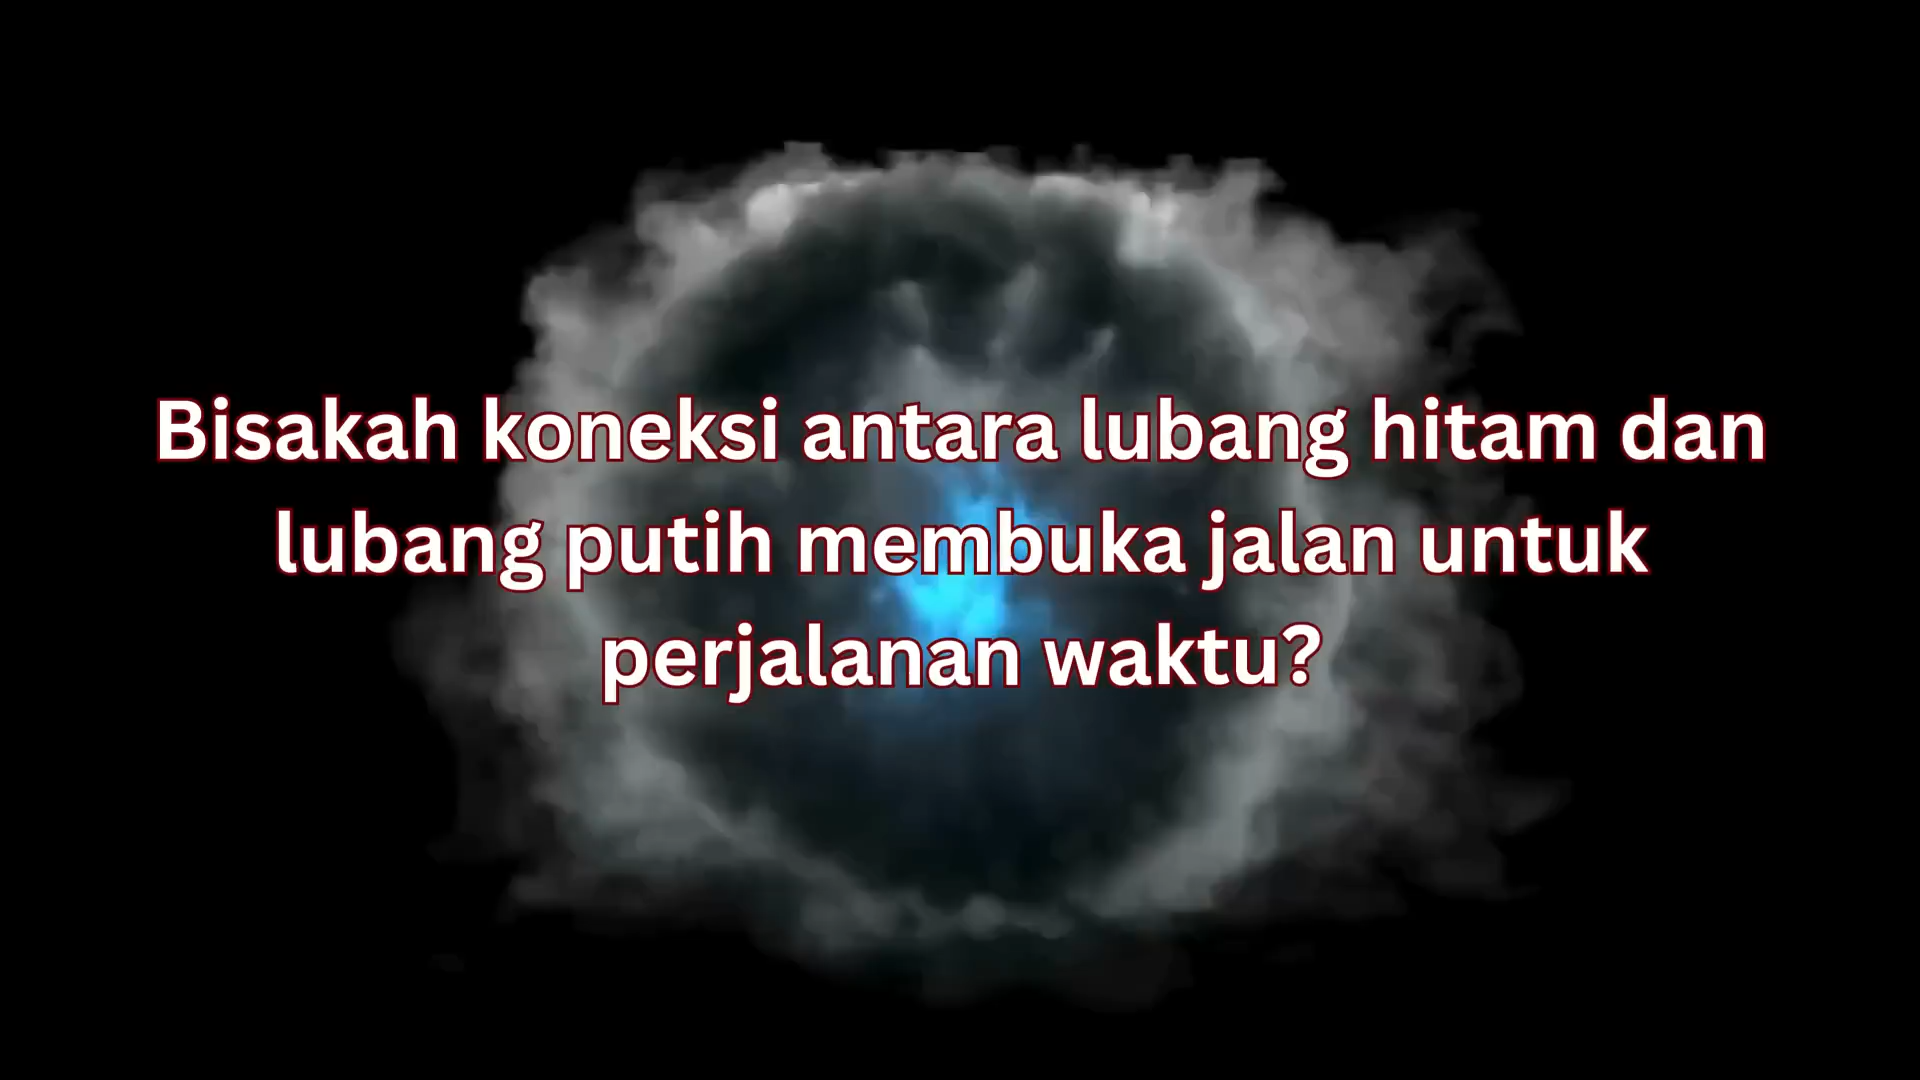 Bisakah koneksi antara lubang hitam dan
lubang putih membuka jalan untuk
perjalanan waktu?